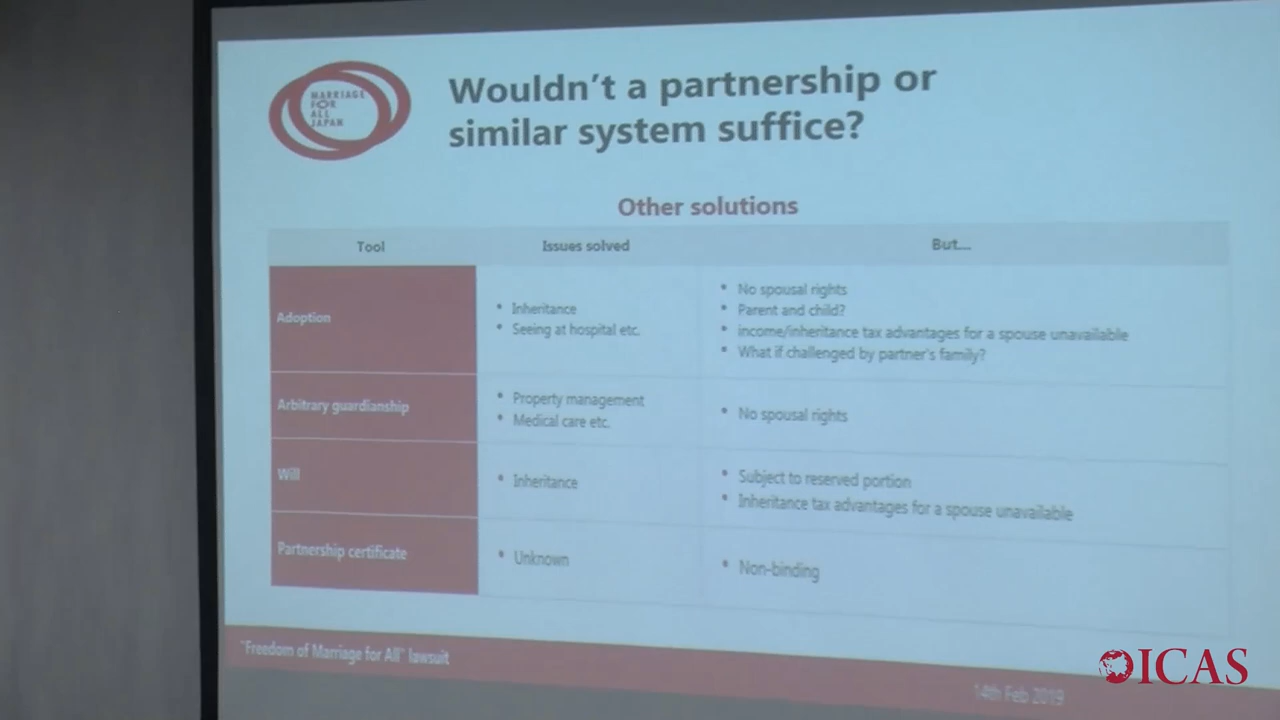 MARRIAGE
FOR
ALL
JAPAN
Wouldn't a partnership or
similar system suffice?
Other solutions
Tool
Issues solved
But...
Adoption
• Inheritance
• Seeing at hospital etc.
• No spousal rights
• Parent and child?
• income/inheritance tax advantages for a spouse unavailable
• What if challenged by partner's family?
Arbitrary guardianship
• Property management
• Medical care etc.
• No spousal rights
Will
• Inheritance
• Subject to reserved portion
• Inheritance tax advantages for a spouse unavailable
Partnership certificate
• Unknown
• Non-binding
"Freedom of Marriage for All" lawsuit
14th Feb 2019
ICAS